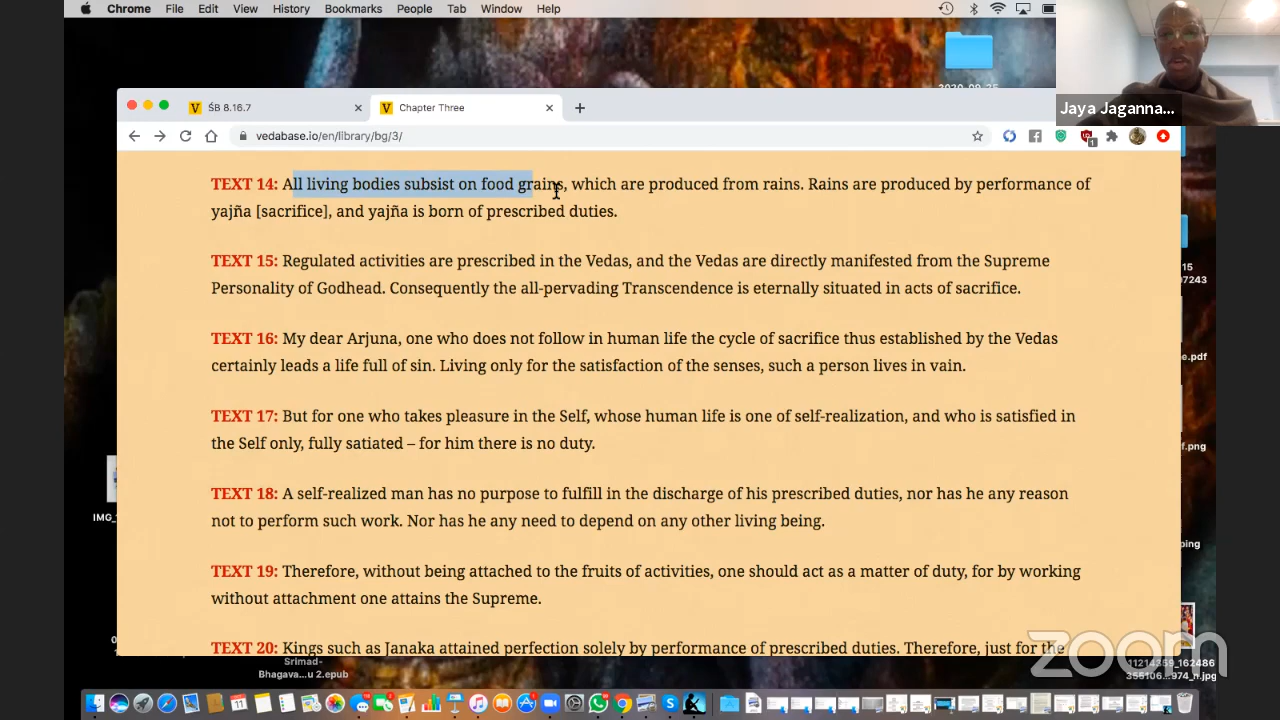 Chrome File Edit View History Bookmarks People Tab Window Help
Jaya Jaganna...
ŚB 8.16.7
Chapter Three
vedabase.io/en/library/bg/3/
TEXT 14: All living bodies subsist on food grains, which are produced from rains. Rains are produced by performance of
yajña [sacrifice], and yajña is born of prescribed duties.
TEXT 15: Regulated activities are prescribed in the Vedas, and the Vedas are directly manifested from the Supreme
Personality of Godhead. Consequently the all-pervading Transcendence is eternally situated in acts of sacrifice.
TEXT 16: My dear Arjuna, one who does not follow in human life the cycle of sacrifice thus established by the Vedas
certainly leads a life full of sin. Living only for the satisfaction of the senses, such a person lives in vain.
TEXT 17: But for one who takes pleasure in the Self, whose human life is one of self-realization, and who is satisfied in
the Self only, fully satiated – for him there is no duty.
TEXT 18: A self-realized man has no purpose to fulfill in the discharge of his prescribed duties, nor has he any reason
not to perform such work. Nor has he any need to depend on any other living being.
TEXT 19: Therefore, without being attached to the fruits of activities, one should act as a matter of duty, for by working
without attachment one attains the Supreme.
TEXT 20: Kings such as Janaka attained perfection solely by performance of prescribed duties. Therefore, just for the
zoom
Srimad-
Bhagava...u 2.epub
11214359_162486